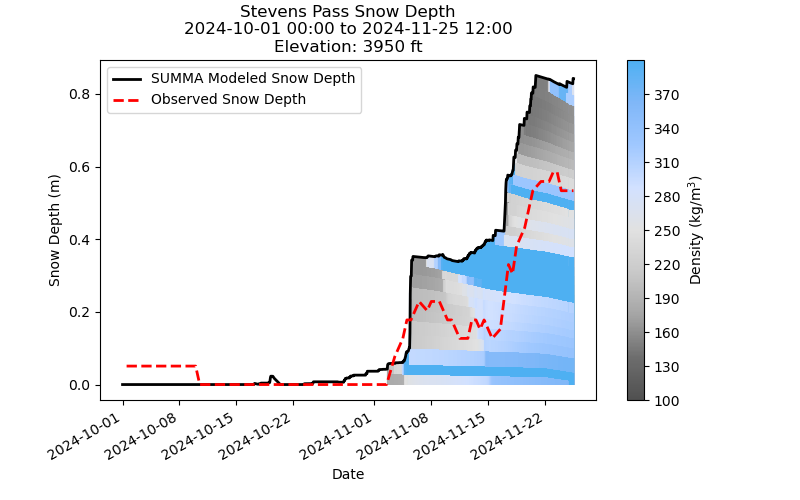 Stevens Pass Snow Depth
2024-10-01 00:00 to 2024-11-25 12:00
Elevation: 3950 ft
SUMMA Modeled Snow Depth
Observed Snow Depth
Snow Depth (m)
0.8
0.6
0.4
0.2
0.0
2024-10-01
2024-10-08
2024-10-15
2024-10-22
2024-11-01
2024-11-08
2024-11-15
2024-11-22
Date
370
340
310
280
250
220
190
160
130
100
Density (kg/m³)